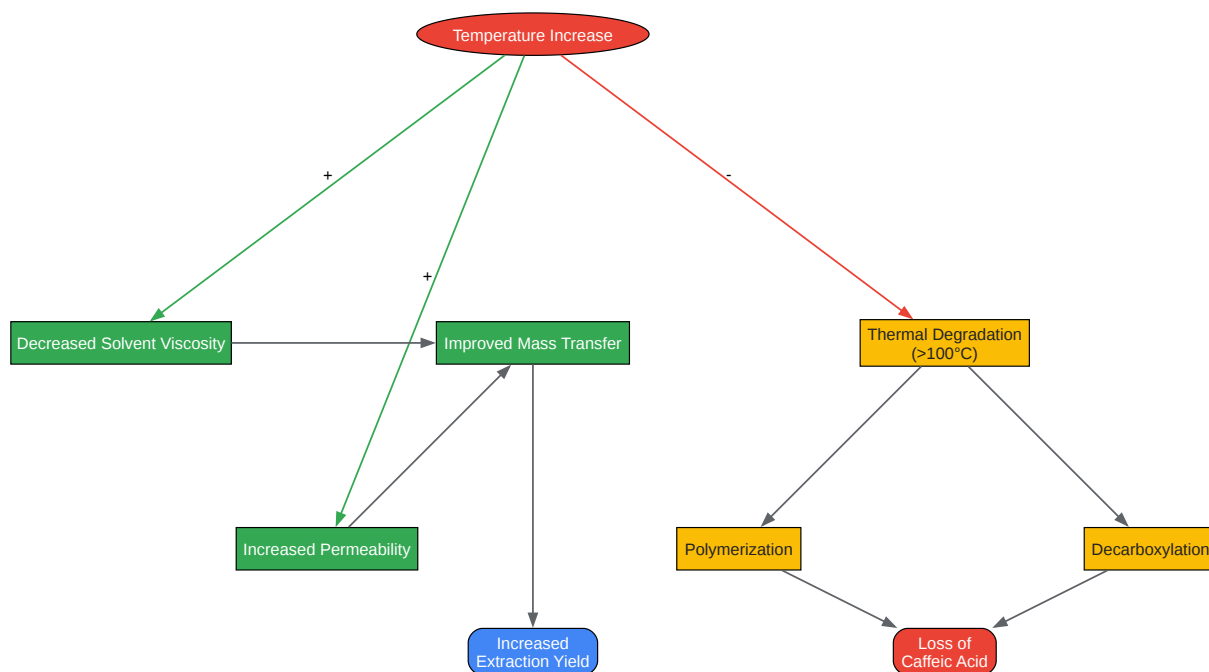 Temperature Increase
+
-
+
Decreased Solvent Viscosity
Improved Mass Transfer
Thermal Degradation
(>100°C)
Increased Permeability
Polymerization
Decarboxylation
Increased
Extraction Yield
Loss of
Caffeic Acid